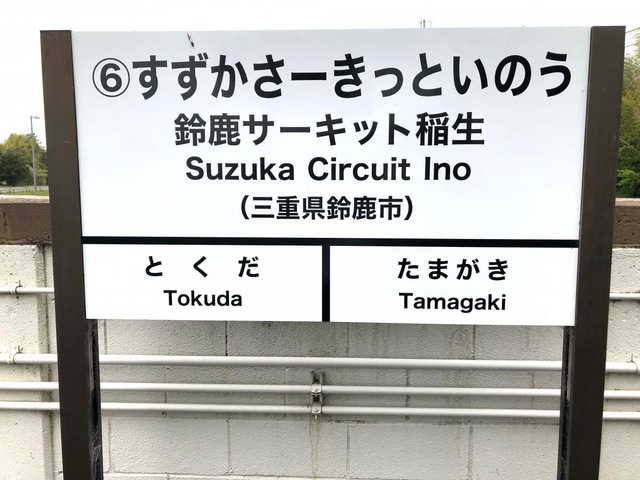 ⑥すずかさーきっといのう
鈴鹿サーキット稲生
Suzuka Circuit Ino
（三重県鈴鹿市）
とくだ
Tokuda
たまがき
Tamagaki